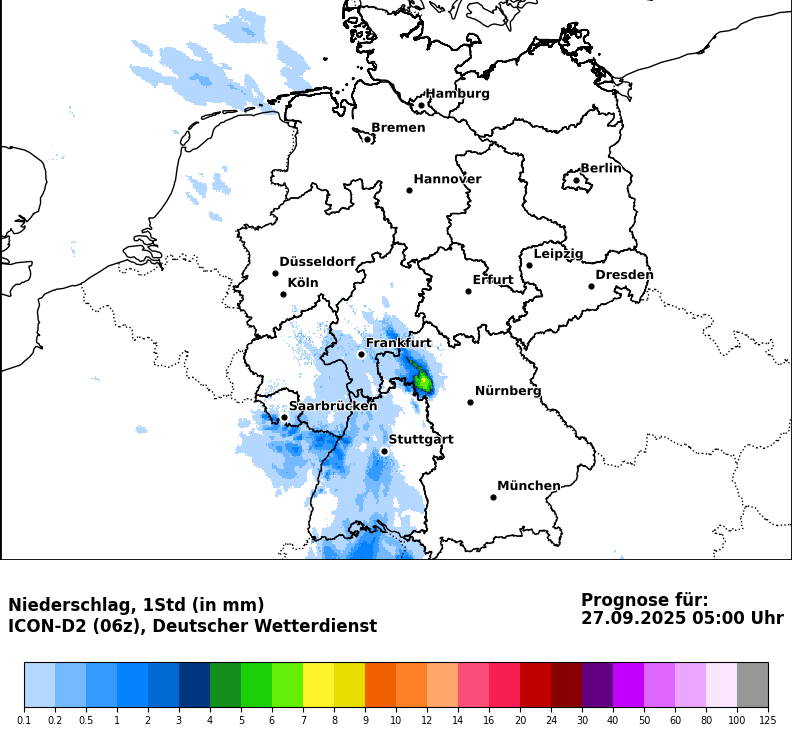 Hamburg
Bremen
Berlin
Hannover
Leipzig
Düsseldorf
Dresden
Köln
Erfurt
Frankfurt
Nürnberg
Saarbrücken
Stuttgart
München
Niederschlag, 1Std (in mm)
ICON-D2 (06z), Deutscher Wetterdienst
Prognose für:
27.09.2025 05:00 Uhr
0.1 0.2 0.5 1 2 3 4 5 6 7 8 9 10 12 14 16 20 24 30 40 50 60 80 100 125